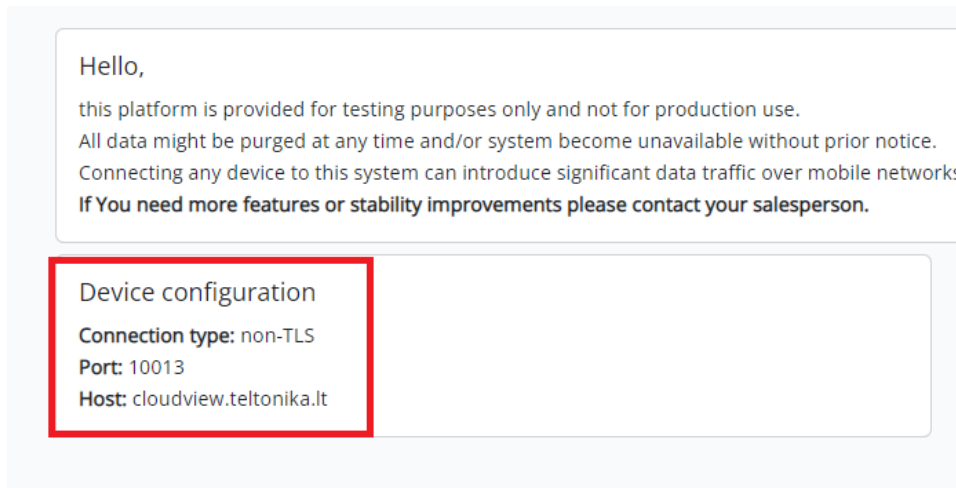 Hello,
this platform is provided for testing purposes only and not for production use.
All data might be purged at any time and/or system become unavailable without prior notice.
Connecting any device to this system can introduce significant data traffic over mobile networks
If You need more features or stability improvements please contact your salesperson.
Device configuration
Connection type: non-TLS
Port: 10013
Host: cloudview.teltonika.lt